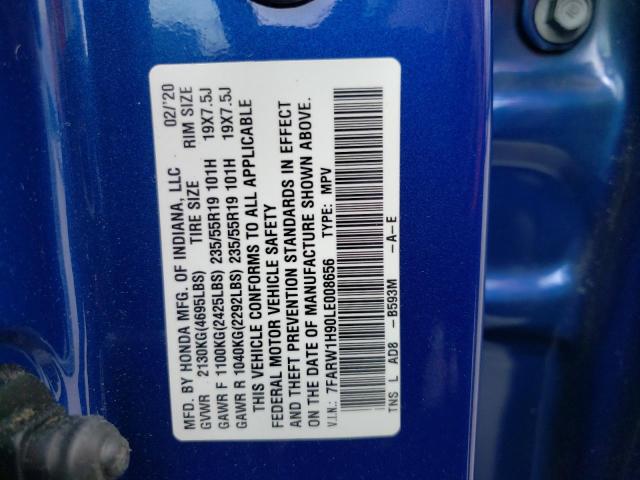 MFD. BY HONDA MFG. OF INDIANA, LLC 02/'20
GVWR 2130KG(4695LBS) TIRE SIZE RIM SIZE
GAWR F 1100KG(2425LBS) 235/55R19 101H 19X7.5J
GAWR R 1040KG(2292LBS) 235/55R19 101H 19X7.5J
THIS VEHICLE CONFORMS TO ALL APPLICABLE
FEDERAL MOTOR VEHICLE SAFETY
AND THEFT PREVENTION STANDARDS IN EFFECT
ON THE DATE OF MANUFACTURE SHOWN ABOVE.
V.I.N.: 7FARW1H90LE008656 TYPE: MPV
TNS L AD8 -B593M -A-E